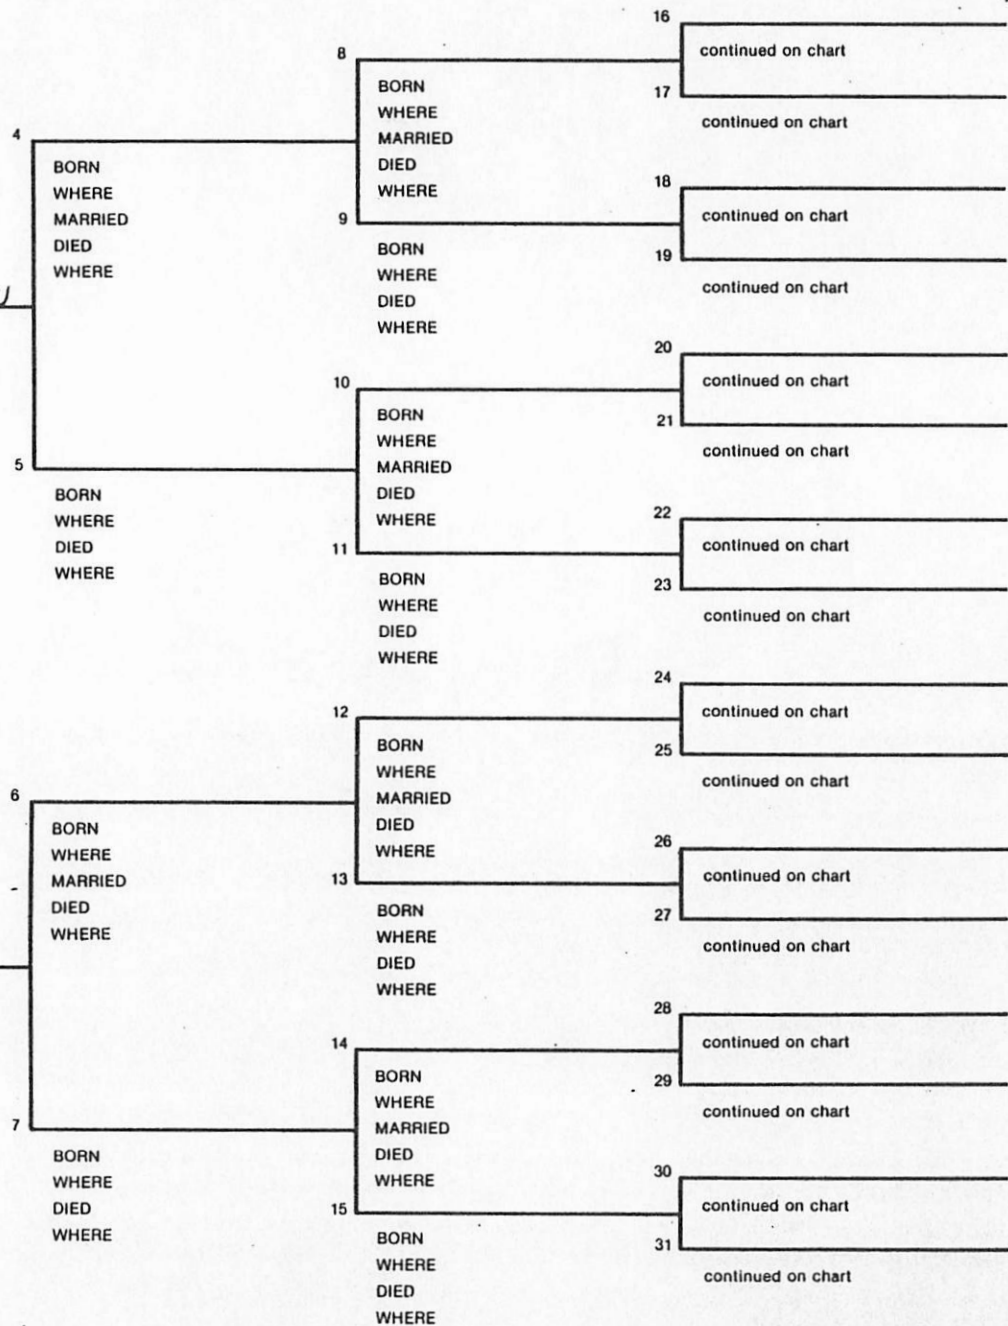 4
BORN
WHERE
MARRIED
DIED
WHERE
5
BORN
WHERE
DIED
WHERE
6
BORN
WHERE
MARRIED
DIED
WHERE
7
BORN
WHERE
DIED
WHERE
8
BORN
WHERE
MARRIED
DIED
WHERE
9
BORN
WHERE
DIED
WHERE
10
BORN
WHERE
MARRIED
DIED
WHERE
11
BORN
WHERE
DIED
WHERE
12
BORN
WHERE
MARRIED
DIED
WHERE
13
BORN
WHERE
DIED
WHERE
14
BORN
WHERE
MARRIED
DIED
WHERE
15
BORN
WHERE
DIED
WHERE
16
continued on chart
17
continued on chart
18
continued on chart
19
continued on chart
20
continued on chart
21
continued on chart
22
continued on chart
23
continued on chart
24
continued on chart
25
continued on chart
26
continued on chart
27
continued on chart
28
continued on chart
29
continued on chart
30
continued on chart
31
continued on chart